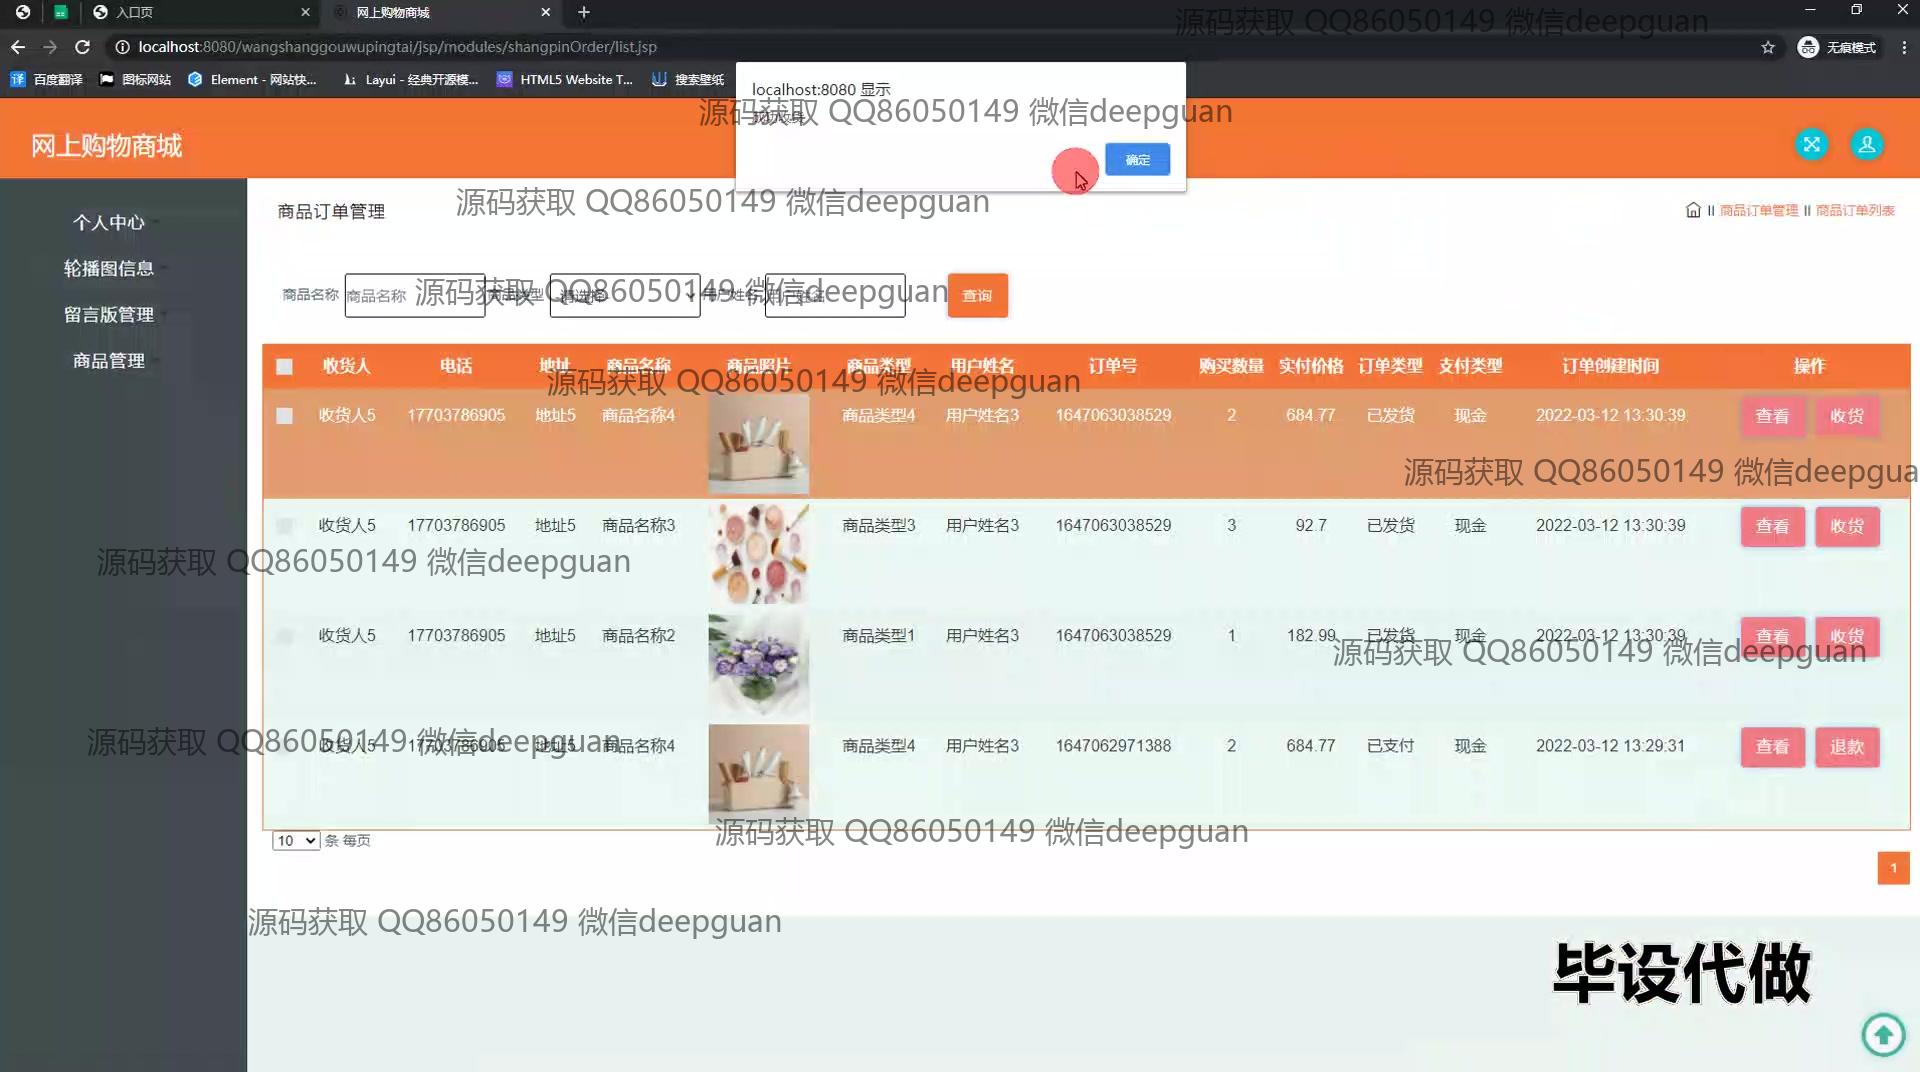 入口页
网上购物商城
localhost:8080/wangshanggouwupingtai/jsp/modules/shangpinOrder/list.jsp
无痕模式
百度翻译
图标网站
Element - 网站快...
Layui - 经典开源模...
HTML5 Website T...
搜索壁纸
源码获取 QQ86050149 微信deepguan
localhost:8080 显示
源码获取 QQ86050149 微信deepguan
确定
网上购物商城
个人中心
轮播图信息
留言版管理
商品管理
商品订单管理
源码获取 QQ86050149 微信deepguan
商品订单管理 商品订单列表
商品名称 商品名称
源码获取 QQ86050149 微信deepguan
查询
收货人 电话 地址 商品名称 商品照片 商品类型 用户姓名 订单号 购买数量 实付价格 订单类型 支付类型 订单创建时间 操作
源码获取 QQ86050149 微信deepguan
收货人5 17703786905 地址5 商品名称4 商品类型4 用户姓名3 1647063038529 2 684.77 已发货 现金 2022-03-12 13:30:39 查看 收货
源码获取 QQ86050149 微信deepgua
收货人5 17703786905 地址5 商品名称3 商品类型3 用户姓名3 1647063038529 3 92.7 已发货 现金 2022-03-12 13:30:39 查看 收货
源码获取 QQ86050149 微信deepguan
收货人5 17703786905 地址5 商品名称2 商品类型1 用户姓名3 1647063038529 1 182.99 已发货 现金 2022-03-12 13:30:39 查看 收货
源码获取 QQ86050149 微信deepguan
收货人5 17703786905 地址5 商品名称4 商品类型4 用户姓名3 1647062971388 2 684.77 已支付 现金 2022-03-12 13:29:31 查看 退款
源码获取 QQ86050149 微信deepguan
源码获取 QQ86050149 微信deepguan
10 条 每页
1
源码获取 QQ86050149 微信deepguan
毕设代做